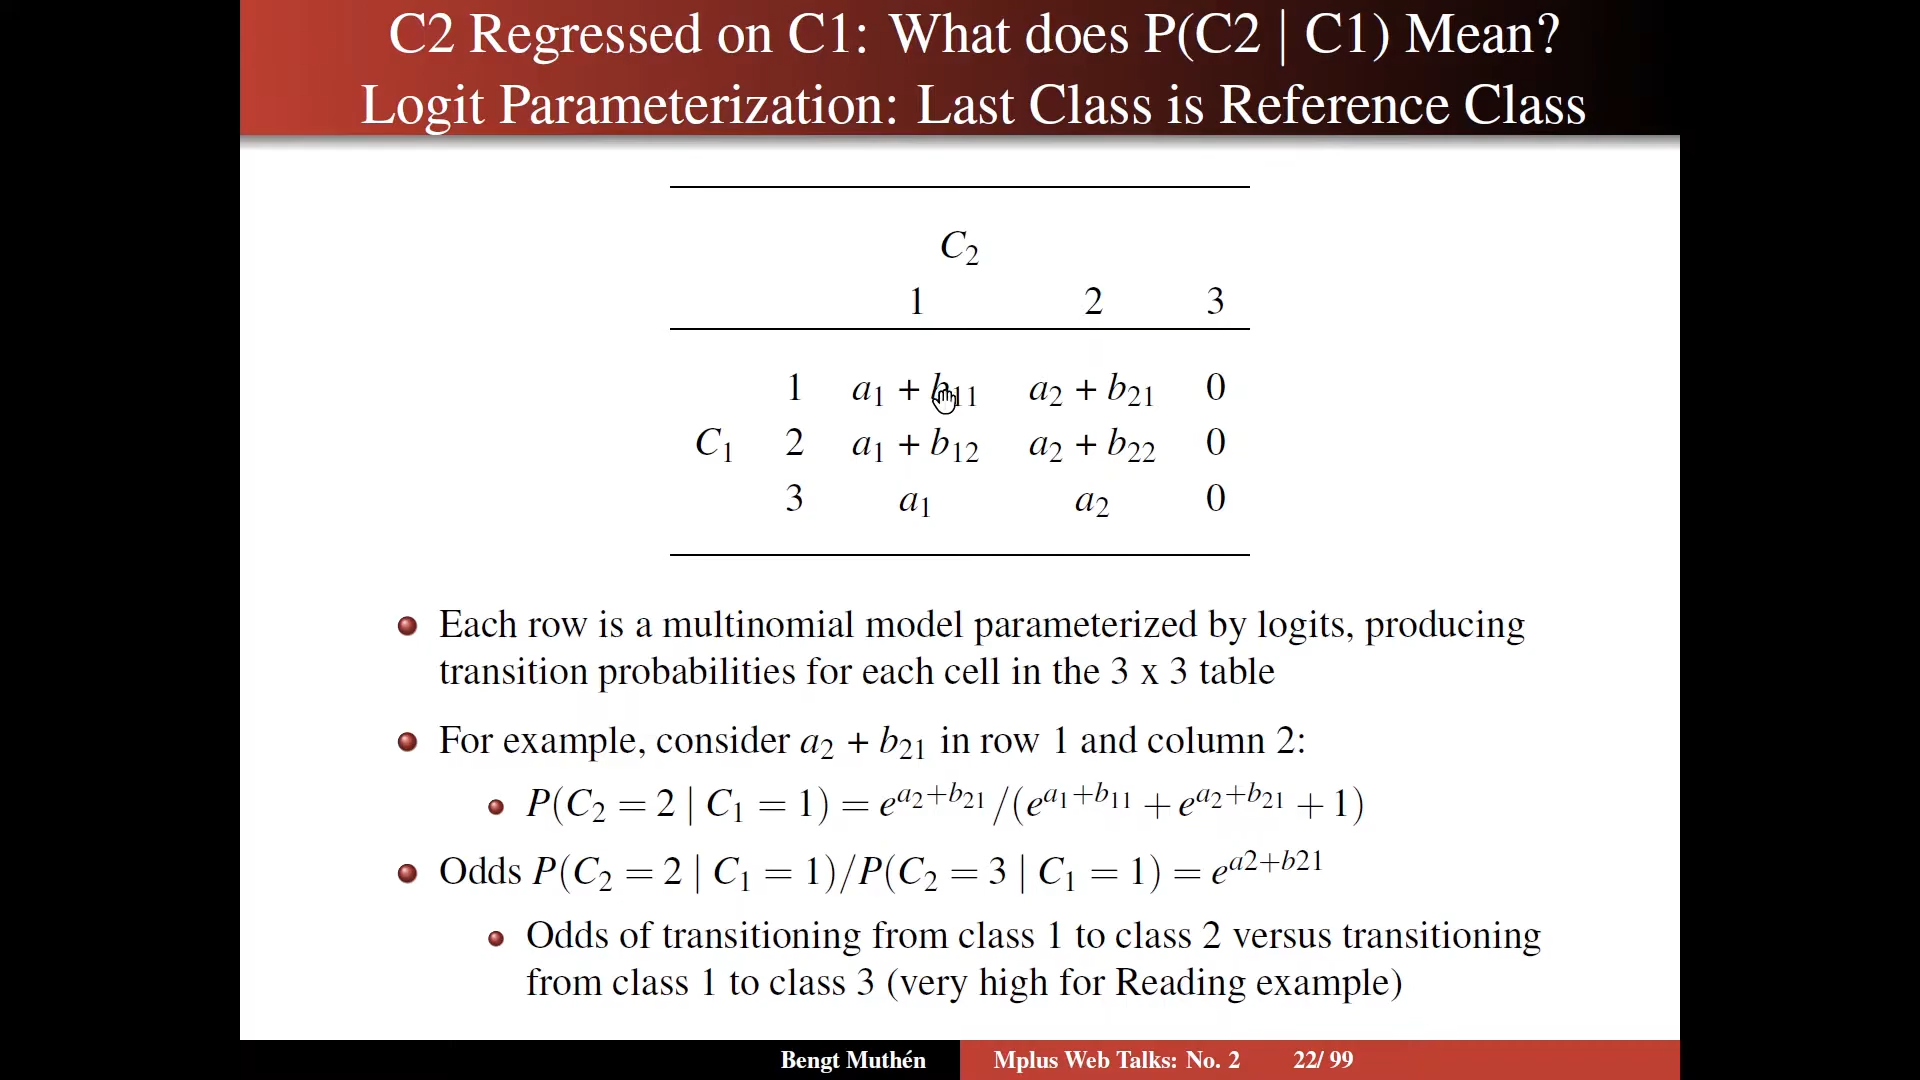 C2 Regressed on C1: What does P(C2 | C1) Mean?
Logit Parameterization: Last Class is Reference Class
C₂
1 2 3
1 a₁ + b₁₁ a₂ + b₂₁ 0
C₁ 2 a₁ + b₁₂ a₂ + b₂₂ 0
3 a₁ a₂ 0
Each row is a multinomial model parameterized by logits, producing
transition probabilities for each cell in the 3 x 3 table
For example, consider a₂ + b₂₁ in row 1 and column 2:
P(C₂ = 2 | C₁ = 1) = e^{a₂+b₂₁}/(e^{a₁+b₁₁} + e^{a₂+b₂₁} + 1)
Odds P(C₂ = 2 | C₁ = 1)/P(C₂ = 3 | C₁ = 1) = e^{a2+b21}
Odds of transitioning from class 1 to class 2 versus transitioning
from class 1 to class 3 (very high for Reading example)
Bengt Muthén Mplus Web Talks: No. 2 22/ 99